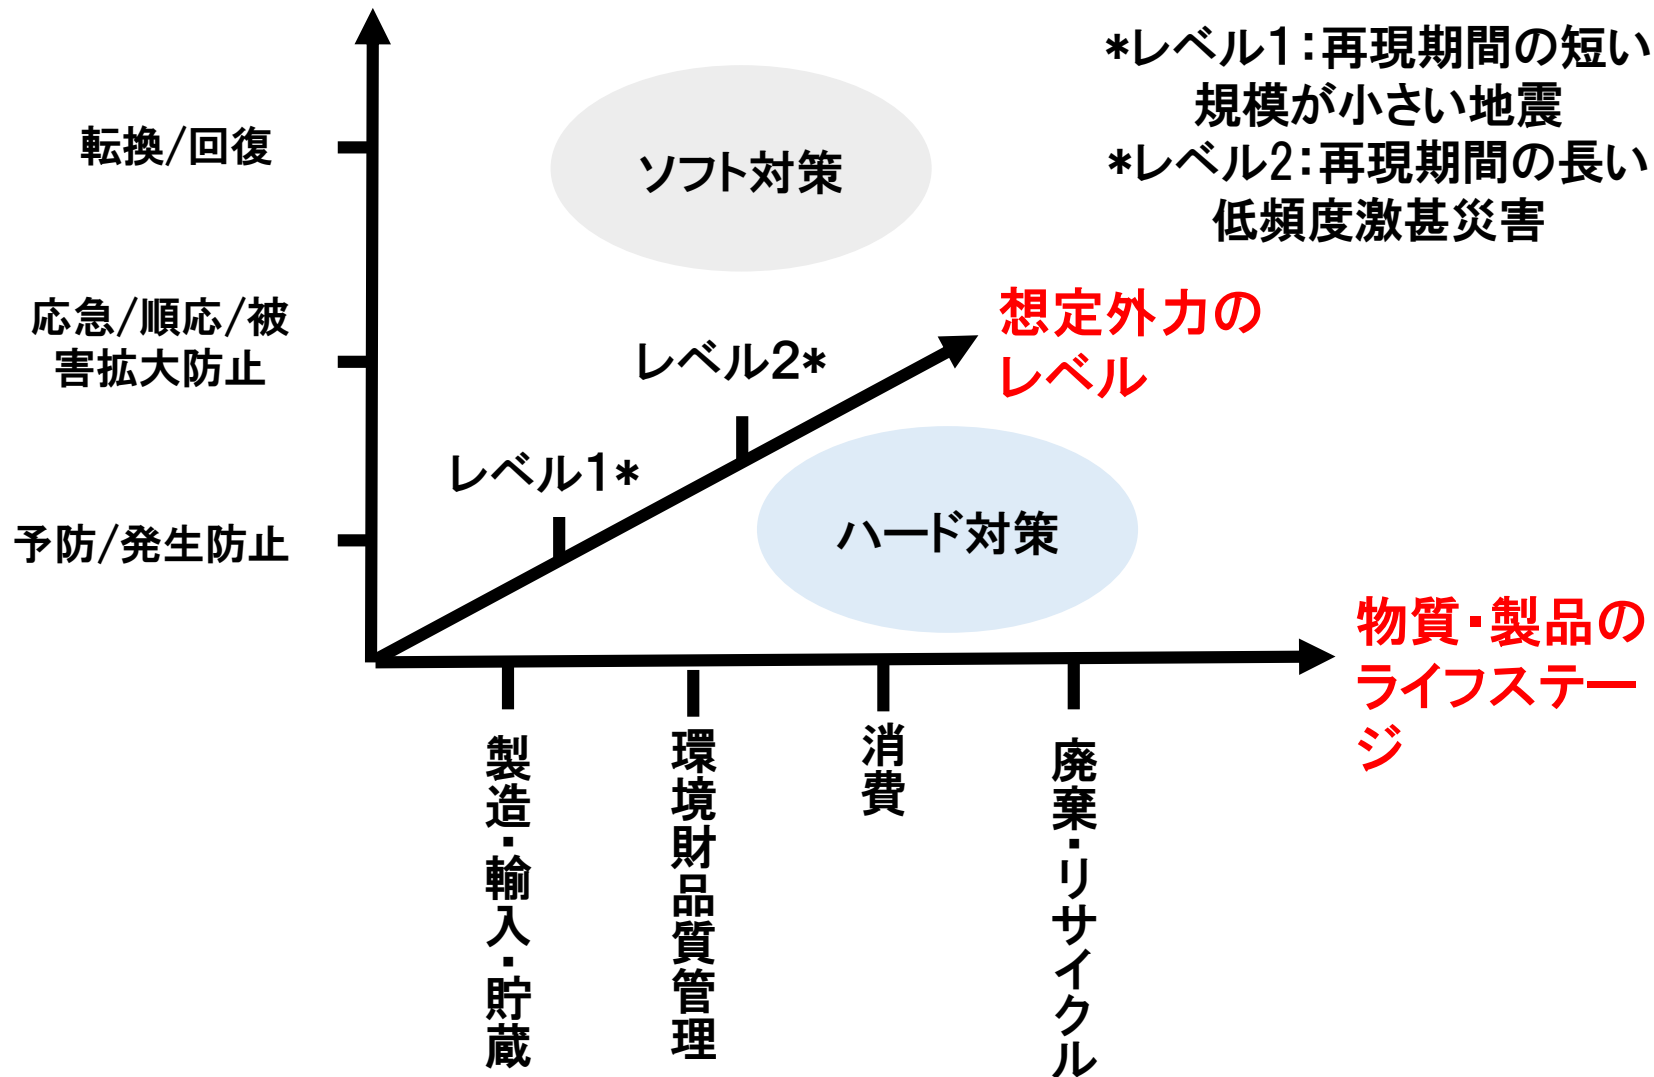 *レベル1：再現期間の短い
規模が小さい地震
*レベル2：再現期間の長い
低頻度激甚災害
転換/回復
ソフト対策
応急/順応/被
害拡大防止
想定外力の
レベル
レベル2*
レベル1*
予防/発生防止
ハード対策
物質・製品の
ライフステー
ジ
製造・輸入・貯蔵
環境財品質管理
消費
廃棄・リサイクル